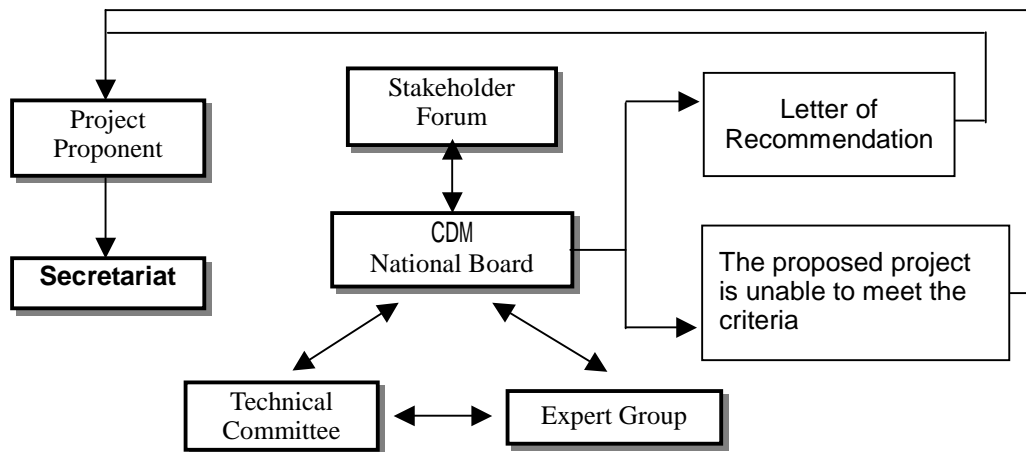 Project
Proponent
Stakeholder
Forum
Letter of
Recommendation
CDM
National Board
Secretariat
The proposed project
is unable to meet the
criteria
Technical
Committee
Expert Group